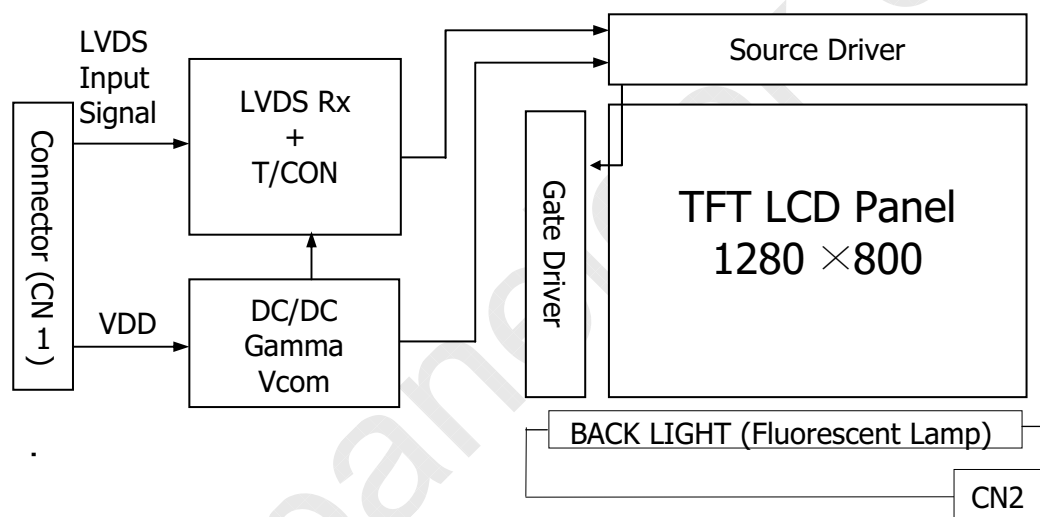 LVDS
Input
Signal
Connector (CN 1)
VDD
LVDS Rx
+
T/CON
DC/DC
Gamma
Vcom
Source Driver
Gate Driver
TFT LCD Panel
1280 ×800
BACK LIGHT (Fluorescent Lamp)
CN2
.